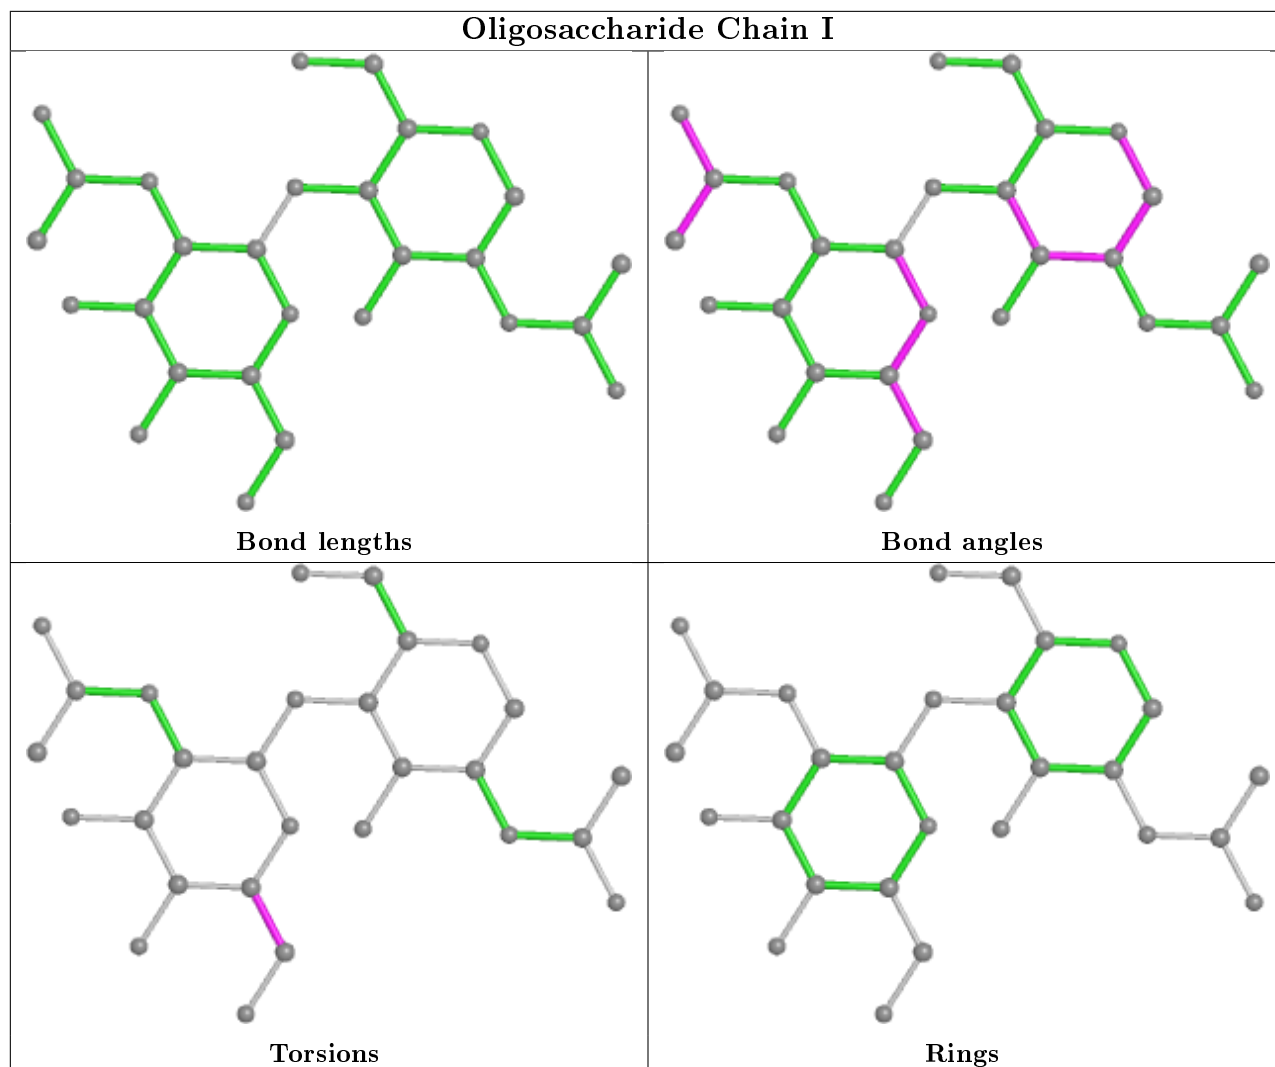 Oligosaccharide Chain I
Bond lengths
Bond angles
Torsions
Rings